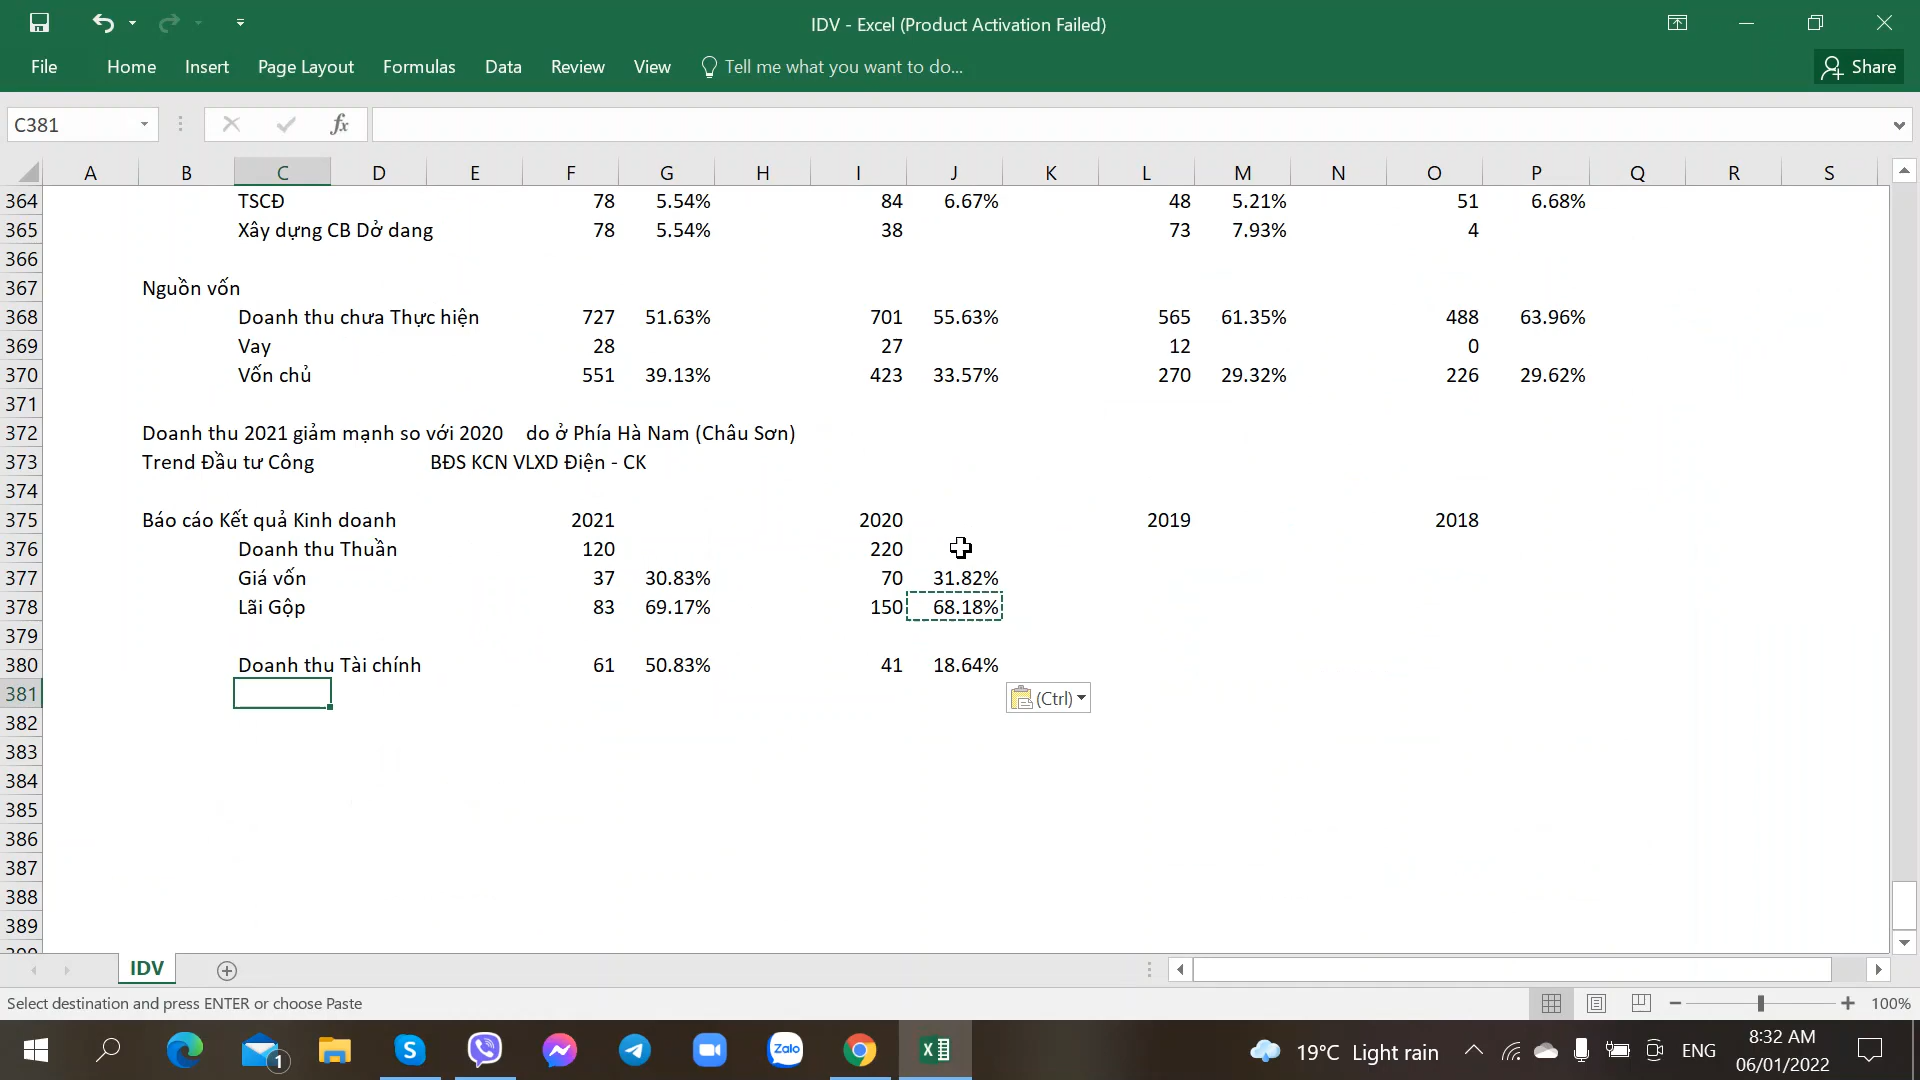 IDV - Excel (Product Activation Failed)
File Home Insert Page Layout Formulas Data Review View Tell me what you want to do... Share
C381 fx
A B C D E F G H I J K L M N O P Q R S
364 TSCĐ 78 5.54% 84 6.67% 48 5.21% 51 6.68%
365 Xây dựng CB Dở dang 78 5.54% 38 73 7.93% 4
366
367 Nguồn vốn
368 Doanh thu chưa Thực hiện 727 51.63% 701 55.63% 565 61.35% 488 63.96%
369 Vay 28 27 12 0
370 Vốn chủ 551 39.13% 423 33.57% 270 29.32% 226 29.62%
371
372 Doanh thu 2021 giảm mạnh so với 2020 do ở Phía Hà Nam (Châu Sơn)
373 Trend Đầu tư Công BĐS KCN VLXD Điện - CK
374
375 Báo cáo Kết quả Kinh doanh 2021 2020 2019 2018
376 Doanh thu Thuần 120 220
377 Giá vốn 37 30.83% 70 31.82%
378 Lãi Gộp 83 69.17% 150 68.18%
379
380 Doanh thu Tài chính 61 50.83% 41 18.64%
381 (Ctrl)
382
383
384
385
386
387
388
389
IDV
Select destination and press ENTER or choose Paste 100%
1 S Zalo 19°C Light rain ENG 8:32 AM
06/01/2022